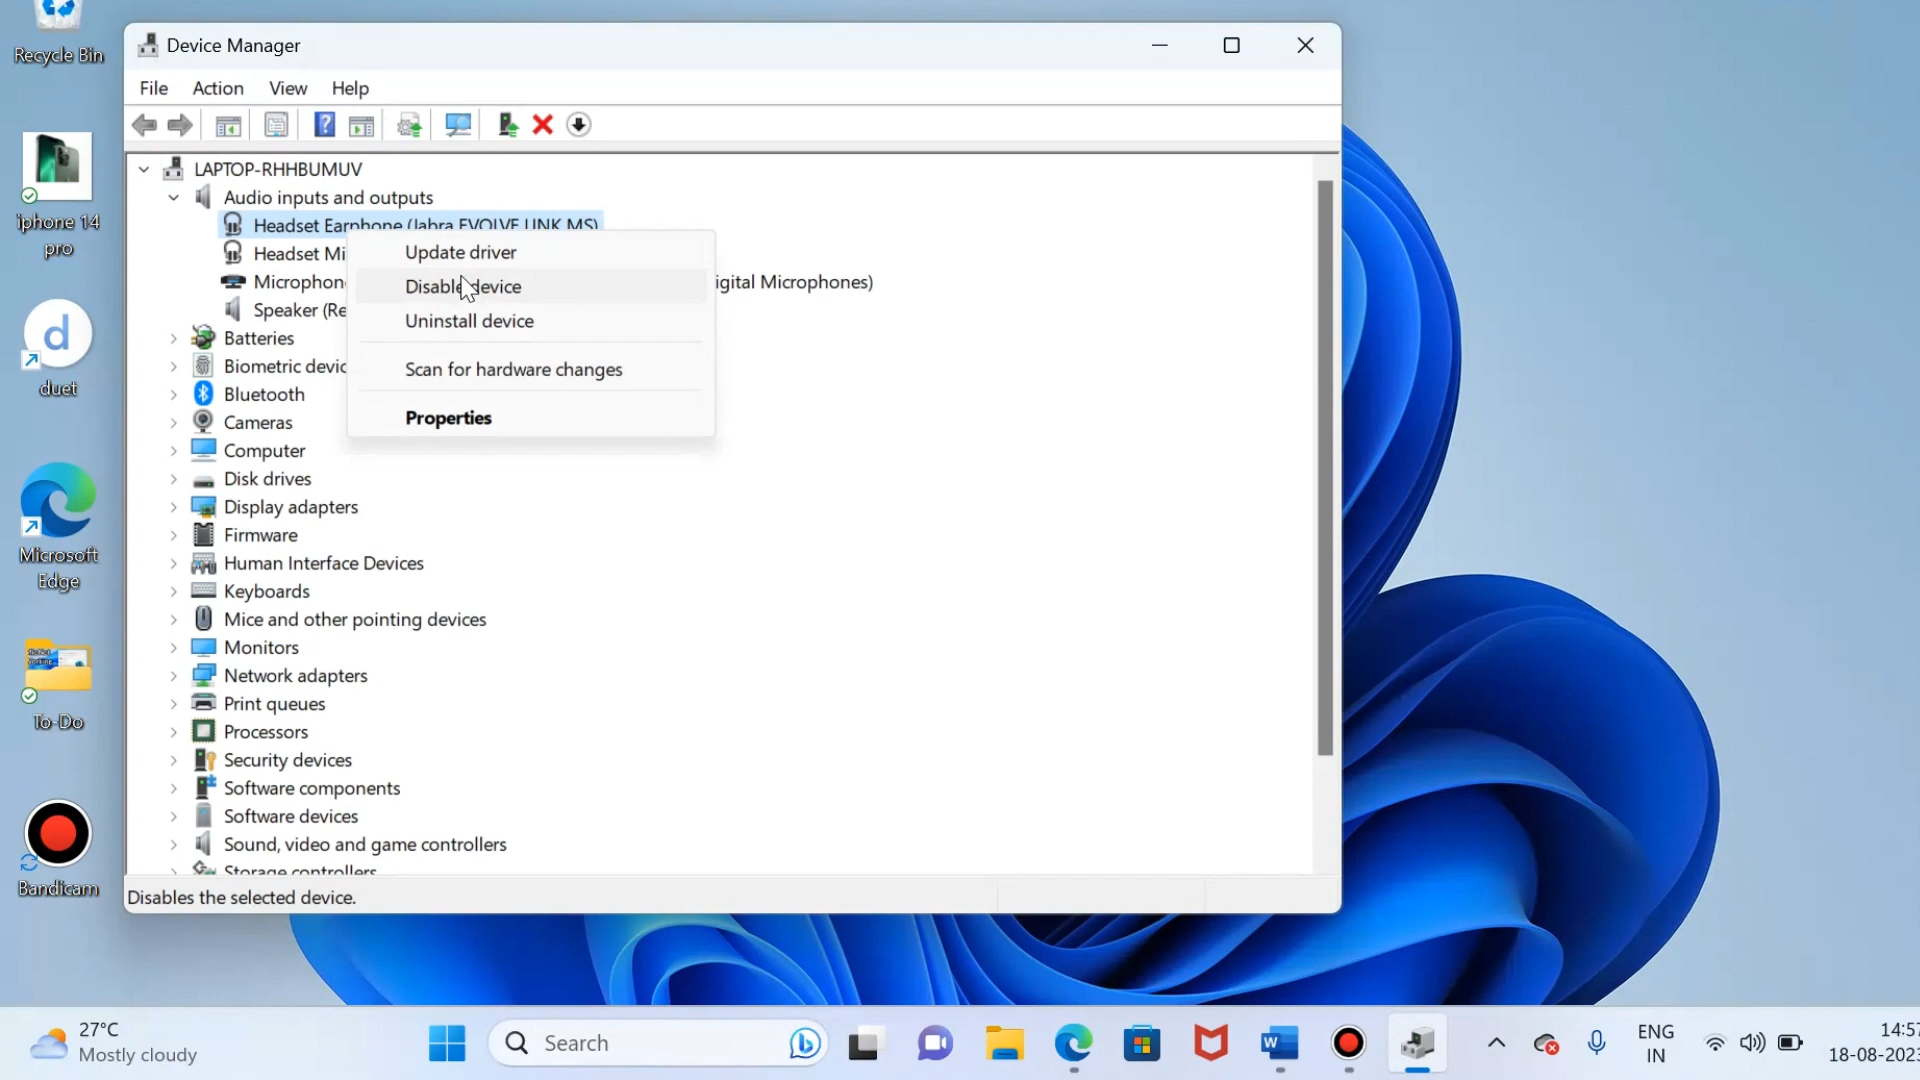 Recycle Bin
iphone 14
pro
duet
Microsoft
Edge
To-Do
Bandicam
Device Manager
File Action View Help
LAPTOP-RHHBUMUV
Audio inputs and outputs
Headset Earphone (Jabra EVOLVE LINK MS)
Headset Mi
Microphon igital Microphones)
Speaker (Re
Batteries
Biometric devic
Bluetooth
Cameras
Computer
Disk drives
Display adapters
Firmware
Human Interface Devices
Keyboards
Mice and other pointing devices
Monitors
Network adapters
Print queues
Processors
Security devices
Software components
Software devices
Sound, video and game controllers
Storage controllers
Update driver
Disable device
Uninstall device
Scan for hardware changes
Properties
Disables the selected device.
27°C
Mostly cloudy
Search
ENG
IN
14:57
18-08-2023